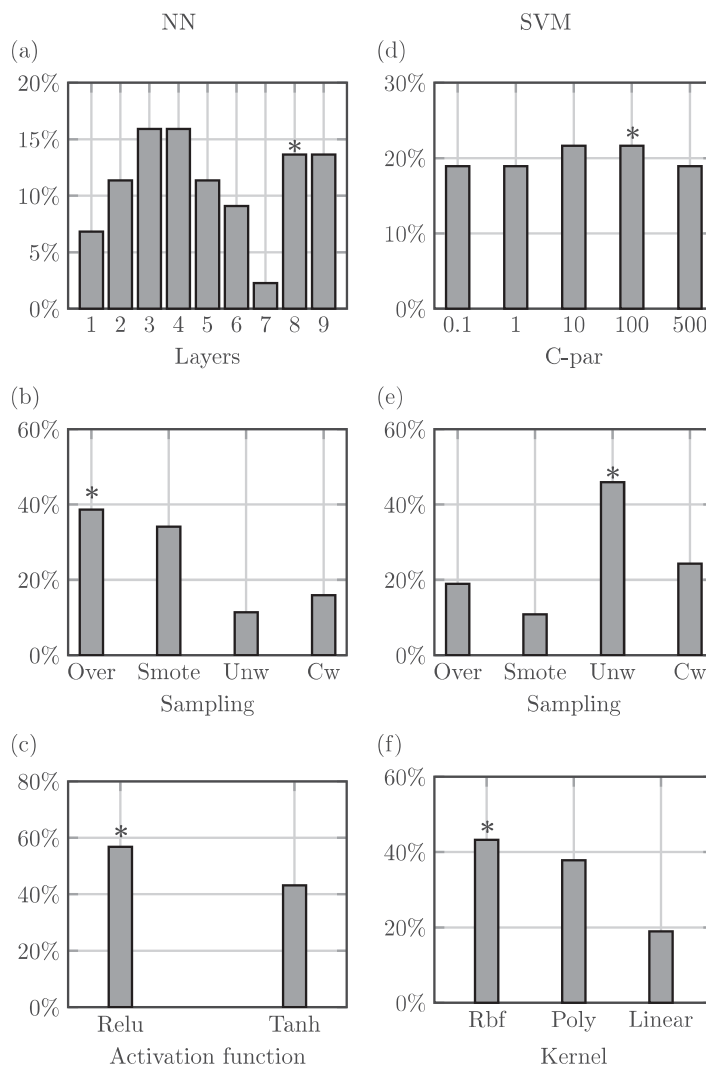 NN
(a)
20%
15%
10%
5%
0%
*
1 2 3 4 5 6 7 8 9
Layers
(b)
60%
40%
20%
0%
*
Over Smote Unw Cw
Sampling
(c)
80%
60%
40%
20%
0%
*
Relu Tanh
Activation function
SVM
(d)
30%
20%
10%
0%
*
0.1 1 10 100 500
C-par
(e)
60%
40%
20%
0%
*
Over Smote Unw Cw
Sampling
(f)
60%
40%
20%
0%
*
Rbf Poly Linear
Kernel